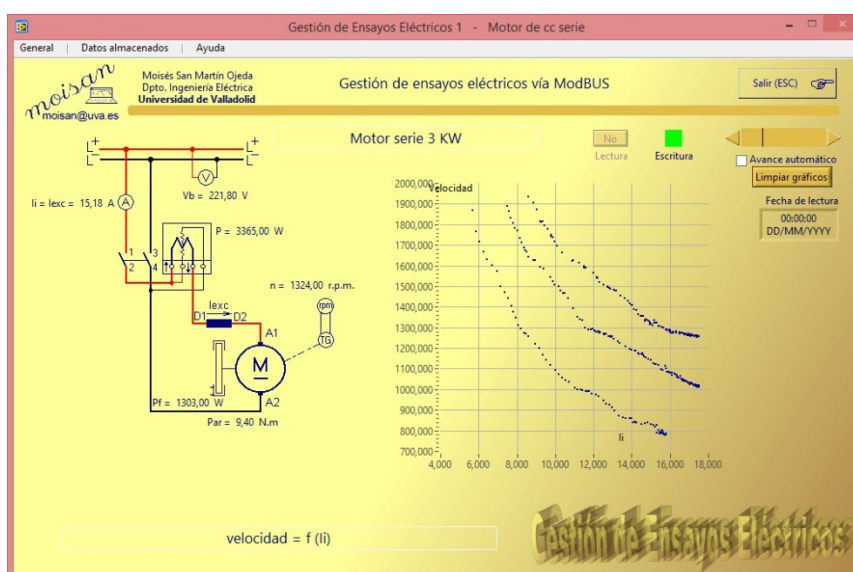 Gestión de Ensayos Eléctricos 1 - Motor de cc serie
General | Datos almacenados | Ayuda
moisan
moisan@uva.es
Moisés San Martín Ojeda
Dpto. Ingeniería Eléctrica
Universidad de Valladolid
Gestión de ensayos eléctricos vía ModBUS
Salir (ESC)
Motor serie 3 KW
No
Lectura
Escritura
Avance automático
Limpiar gráficos
Fecha de lectura
00:00:00
DD/MM/YYYY
L+
L-
L+
L-
V
Vb = 221,80 V
Ii = Iexc = 15,18 A
A
P = 3365,00 W
1 3
2 4
n = 1324,00 r.p.m.
rpm
Iexc
D1 D2
TG
A1
M
A2
Pf = 1303,00 W
Par = 9,40 N.m
Velocidad
2000,000
1900,000
1800,000
1700,000
1600,000
1500,000
1400,000
1300,000
1200,000
1100,000
1000,000
900,000
800,000
700,000
Ii
4,000 6,000 8,000 10,000 12,000 14,000 16,000 18,000
velocidad = f (Ii)
Gestión de Ensayos Eléctricos